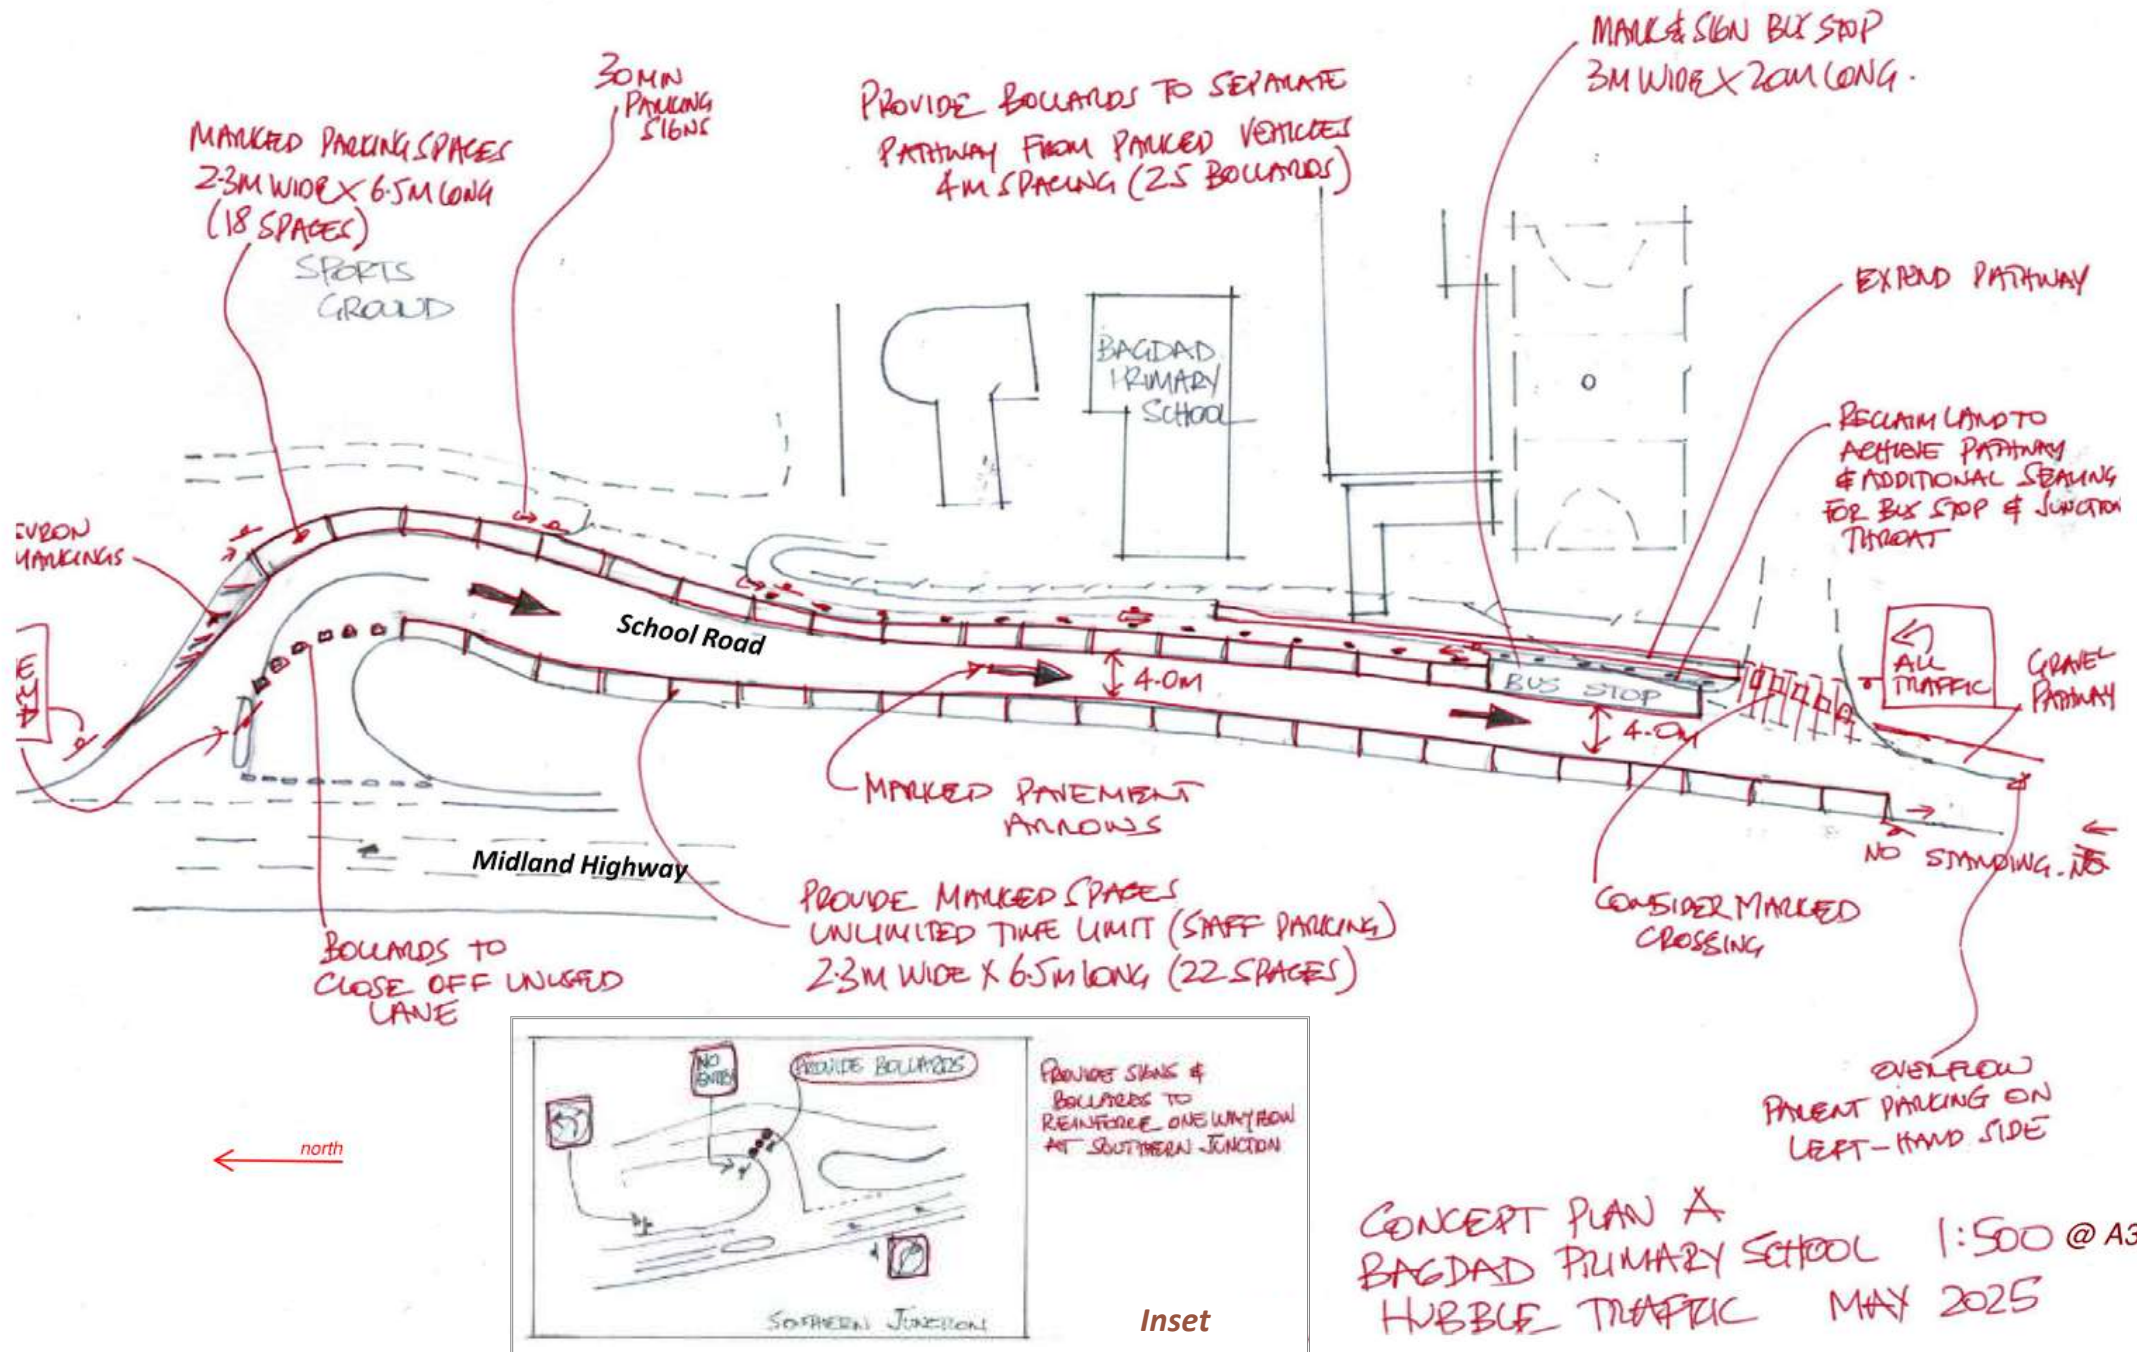 MARK & SIGN BUS STOP
3M WIDE X 20M LONG.
30 MIN
PARKING
SIGNS
PROVIDE BOLLARDS TO SEPARATE
PATHWAY FROM PARKED VEHICLES
4M SPACING (25 BOLLARDS)
MARKED PARKING SPACES
2.3M WIDE X 6.5M LONG
(18 SPACES)
SPORTS
GROUND
EXTEND PATHWAY
BAGDAD
PRIMARY
SCHOOL
RECLAIM LAND TO
ACHIEVE PATHWAY
& ADDITIONAL SEALING
FOR BUS STOP & JUNCTION
THROAT
EVRON
MARKINGS
School Road
ALL
TRAFFIC
GRAVEL
PATHWAY
BUS STOP
4.0M
4.0M
MARKED PAVEMENT
ARROWS
Midland Highway
NO STANDING.
PROVIDE MARKED SPACES
UNLIMITED TIME LIMIT (STAFF PARKING)
2.3M WIDE X 6.5M LONG (22 SPACES)
CONSIDER MARKED
CROSSING
BOLLARDS TO
CLOSE OFF UNUSED
LANE
NO
ENTRY
PROVIDE BOLLARDS
PROVIDE SIGNS &
BOLLARDS TO
REINFORCE ONE WAY FLOW
AT SOUTHERN JUNCTION
OVERFLOW
PARENT PARKING ON
LEFT-HAND SIDE
north
SOUTHERN JUNCTION
Inset
CONCEPT PLAN A
BAGDAD PRIMARY SCHOOL 1:500 @ A3
HUBBLE TRAFFIC MAY 2025